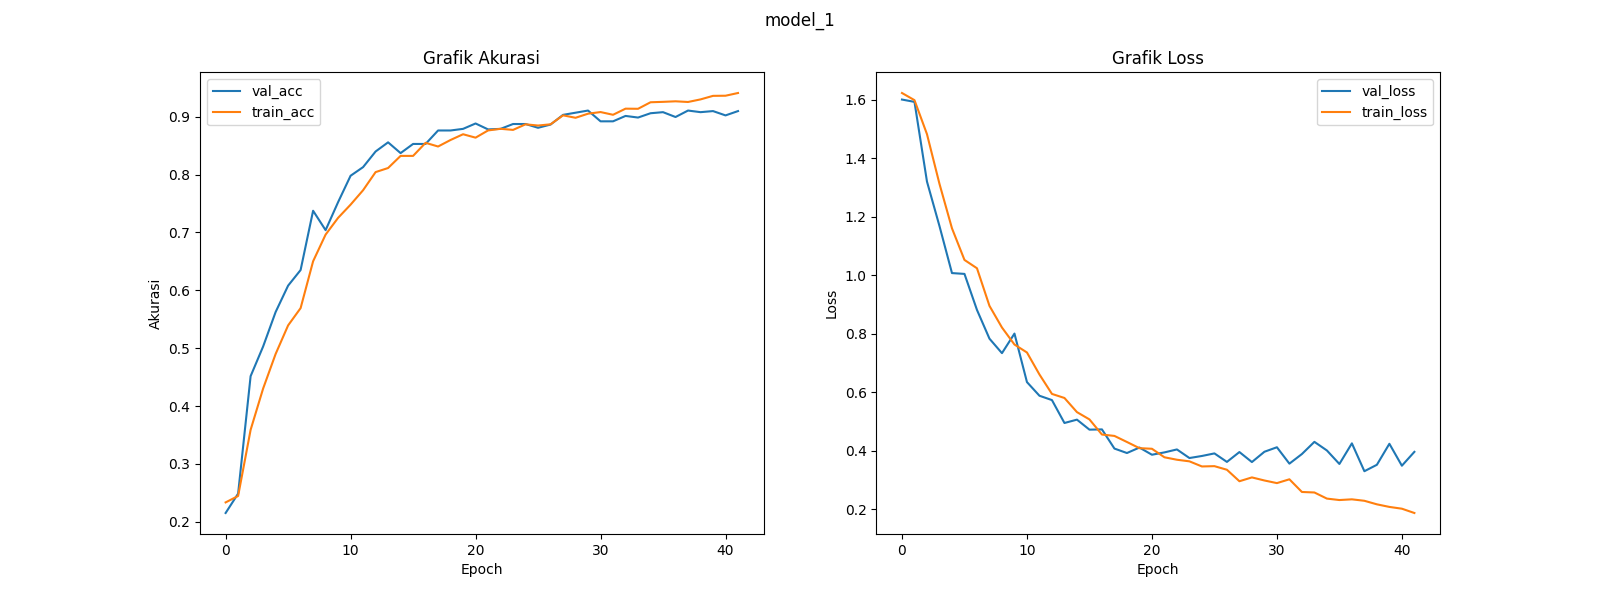 model_1
Grafik Akurasi
val_acc
train_acc
0.9
0.8
0.7
0.6
0.5
0.4
0.3
0.2
Akurasi
0 10 20 30 40
Epoch
Grafik Loss
val_loss
train_loss
1.6
1.4
1.2
1.0
0.8
0.6
0.4
0.2
Loss
0 10 20 30 40
Epoch